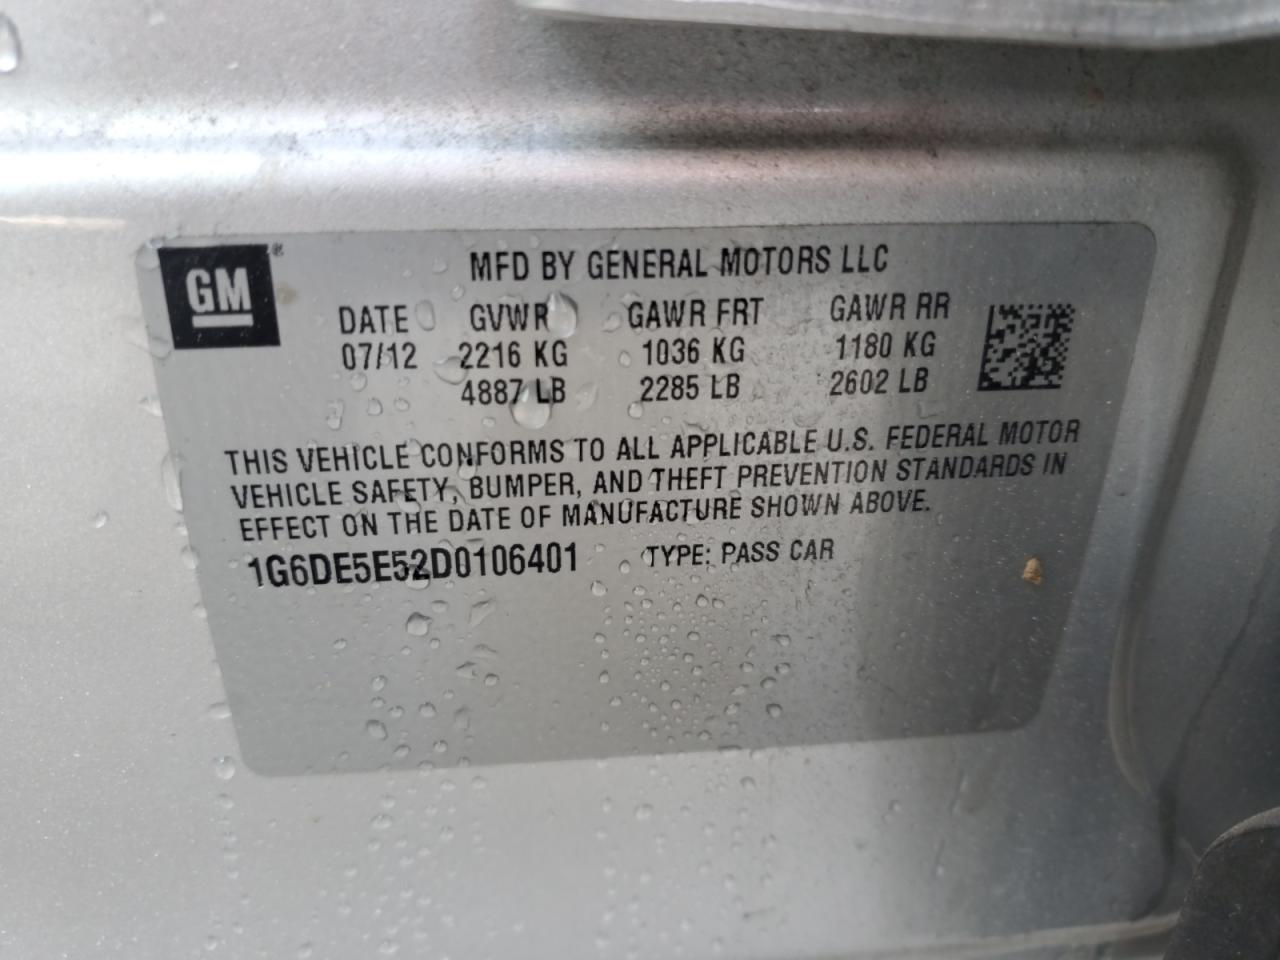 GM®
MFD BY GENERAL MOTORS LLC
DATE GVWR GAWR FRT GAWR RR
07/12 2216 KG 1036 KG 1180 KG
4887 LB 2285 LB 2602 LB
THIS VEHICLE CONFORMS TO ALL APPLICABLE U.S. FEDERAL MOTOR
VEHICLE SAFETY, BUMPER, AND THEFT PREVENTION STANDARDS IN
EFFECT ON THE DATE OF MANUFACTURE SHOWN ABOVE.
1G6DE5E52D0106401 TYPE: PASS CAR